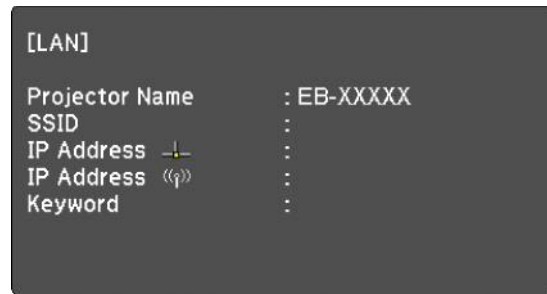 [LAN]
Projector Name : EB-XXXXX
SSID :
IP Address :
IP Address :
Keyword :